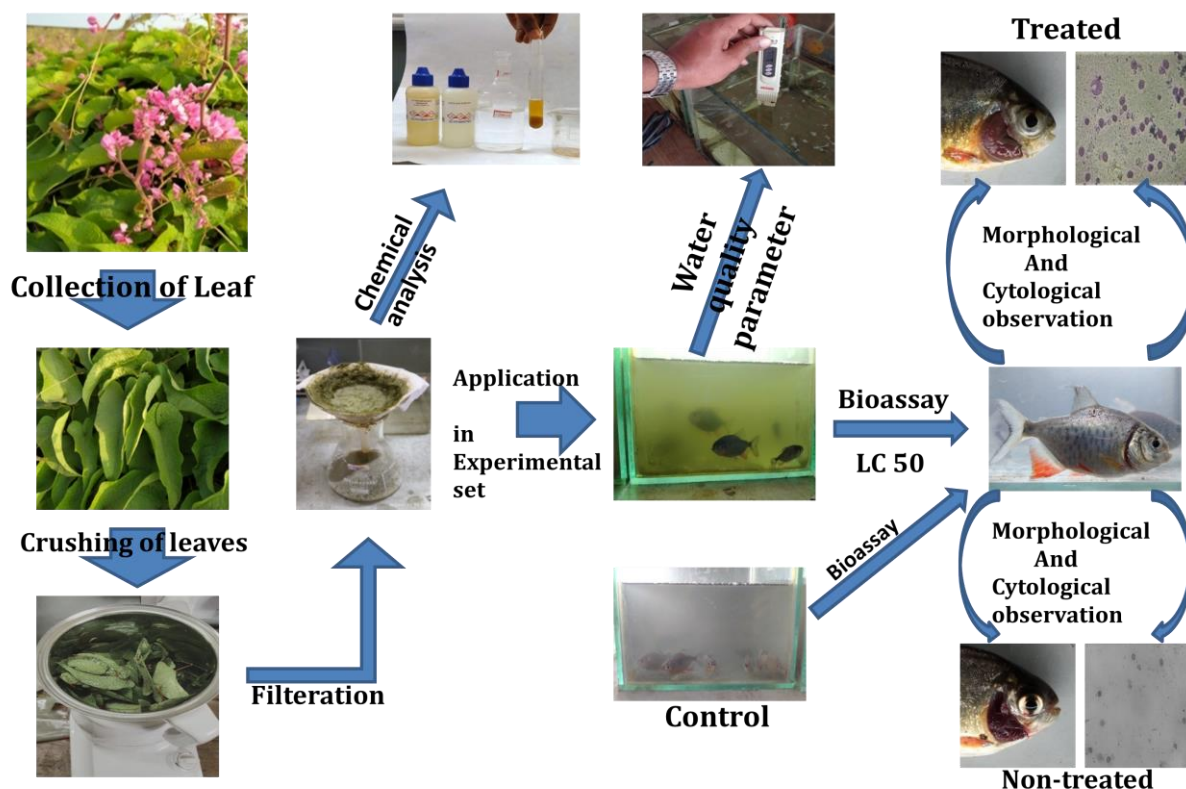 Collection of Leaf
Crushing of leaves
Filteration
Chemical
analysis
Application
in
Experimental
set
Water
quality
parameter
Bioassay
LC 50
Bioassay
Control
Treated
Morphological
And
Cytological
observation
Morphological
And
Cytological
observation
Non-treated